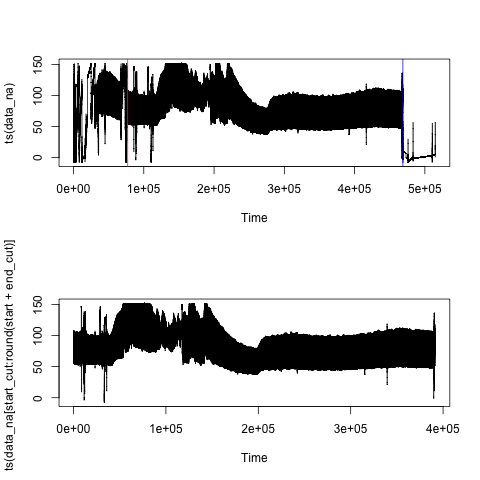 ts(data_na)
150
100
50
0
0e+00 1e+05 2e+05 3e+05 4e+05 5e+05
Time
ts(data_na[start_cut:round(start + end_cut)]
150
100
50
0
0e+00 1e+05 2e+05 3e+05 4e+05
Time